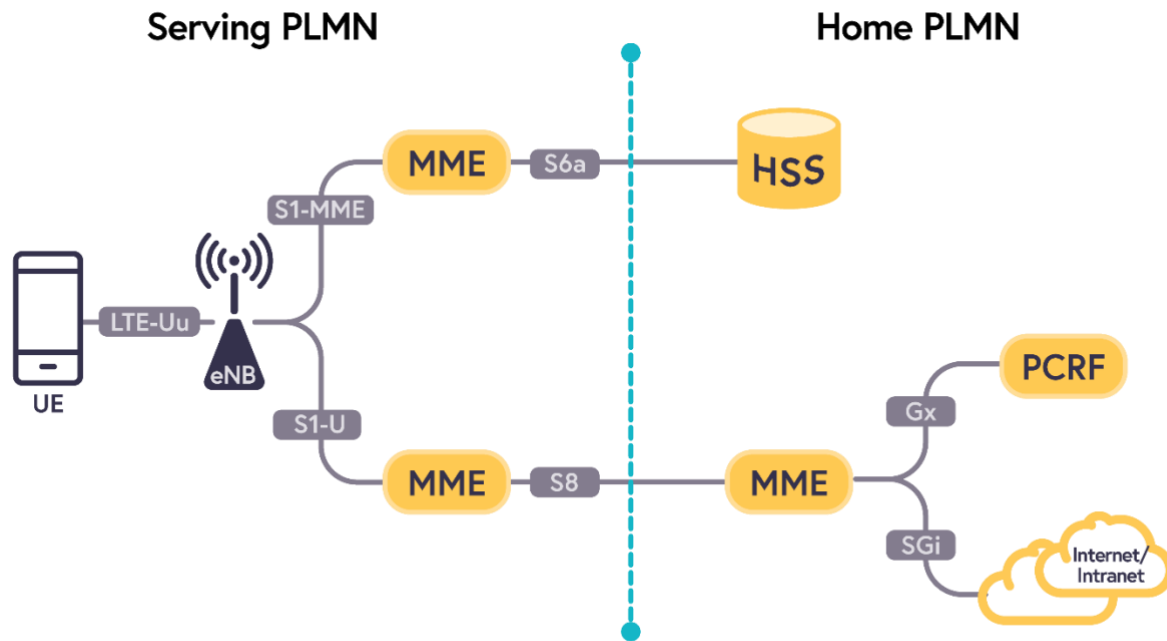 Serving PLMN
Home PLMN
MME
S6a
HSS
S1-MME
LTE-Uu
eNB
UE
S1-U
MME
S8
MME
Gx
PCRF
SGi
Internet/
Intranet